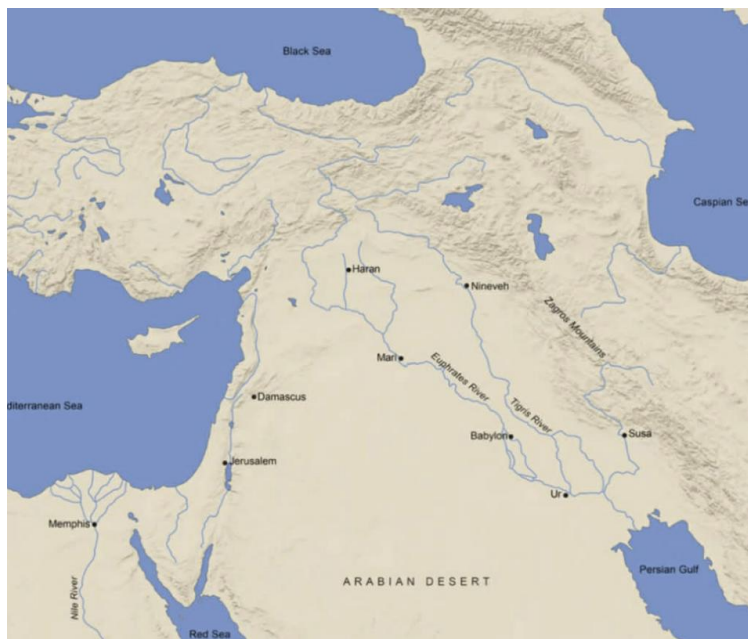 Black Sea
Caspian Se
Haran
Nineveh
Zagros Mountains
Mari
Euphrates River
diterranean Sea
Damascus
Tigris River
Babylon
Susa
Jerusalem
Ur
Memphis
Persian Gulf
ARABIAN DESERT
Nile River
Red Sea